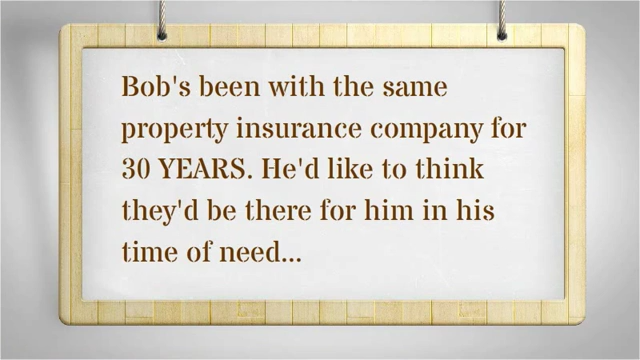 Bob's been with the same
property insurance company for
30 YEARS. He'd like to think
they'd be there for him in his
time of need...